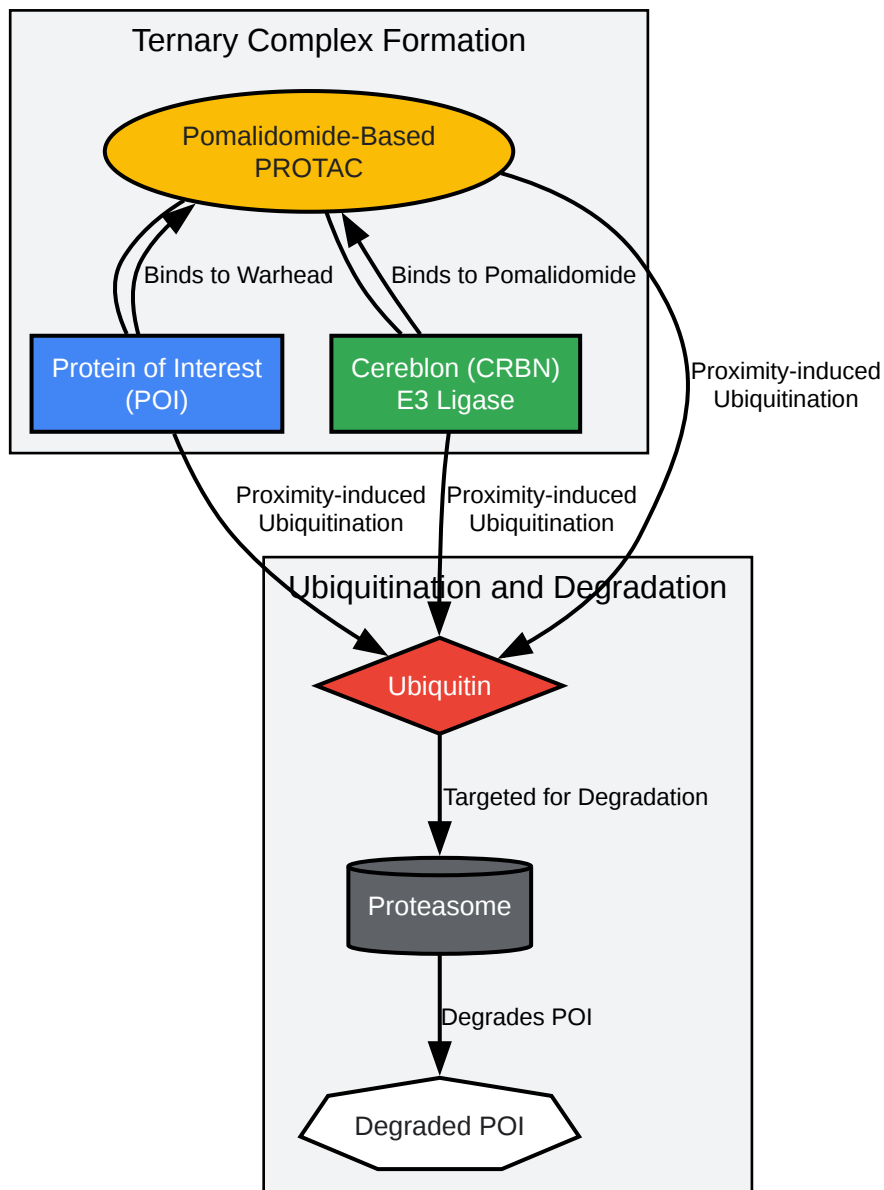 Ternary Complex Formation
Pomalidomide-Based
PROTAC
Binds to Warhead
Binds to Pomalidomide
Protein of Interest
(POI)
Cereblon (CRBN)
E3 Ligase
Proximity-induced
Ubiquitination
Proximity-induced
Ubiquitination
Proximity-induced
Ubiquitination
Ubiquitination and Degradation
Ubiquitin
Targeted for Degradation
Proteasome
Degrades POI
Degraded POI